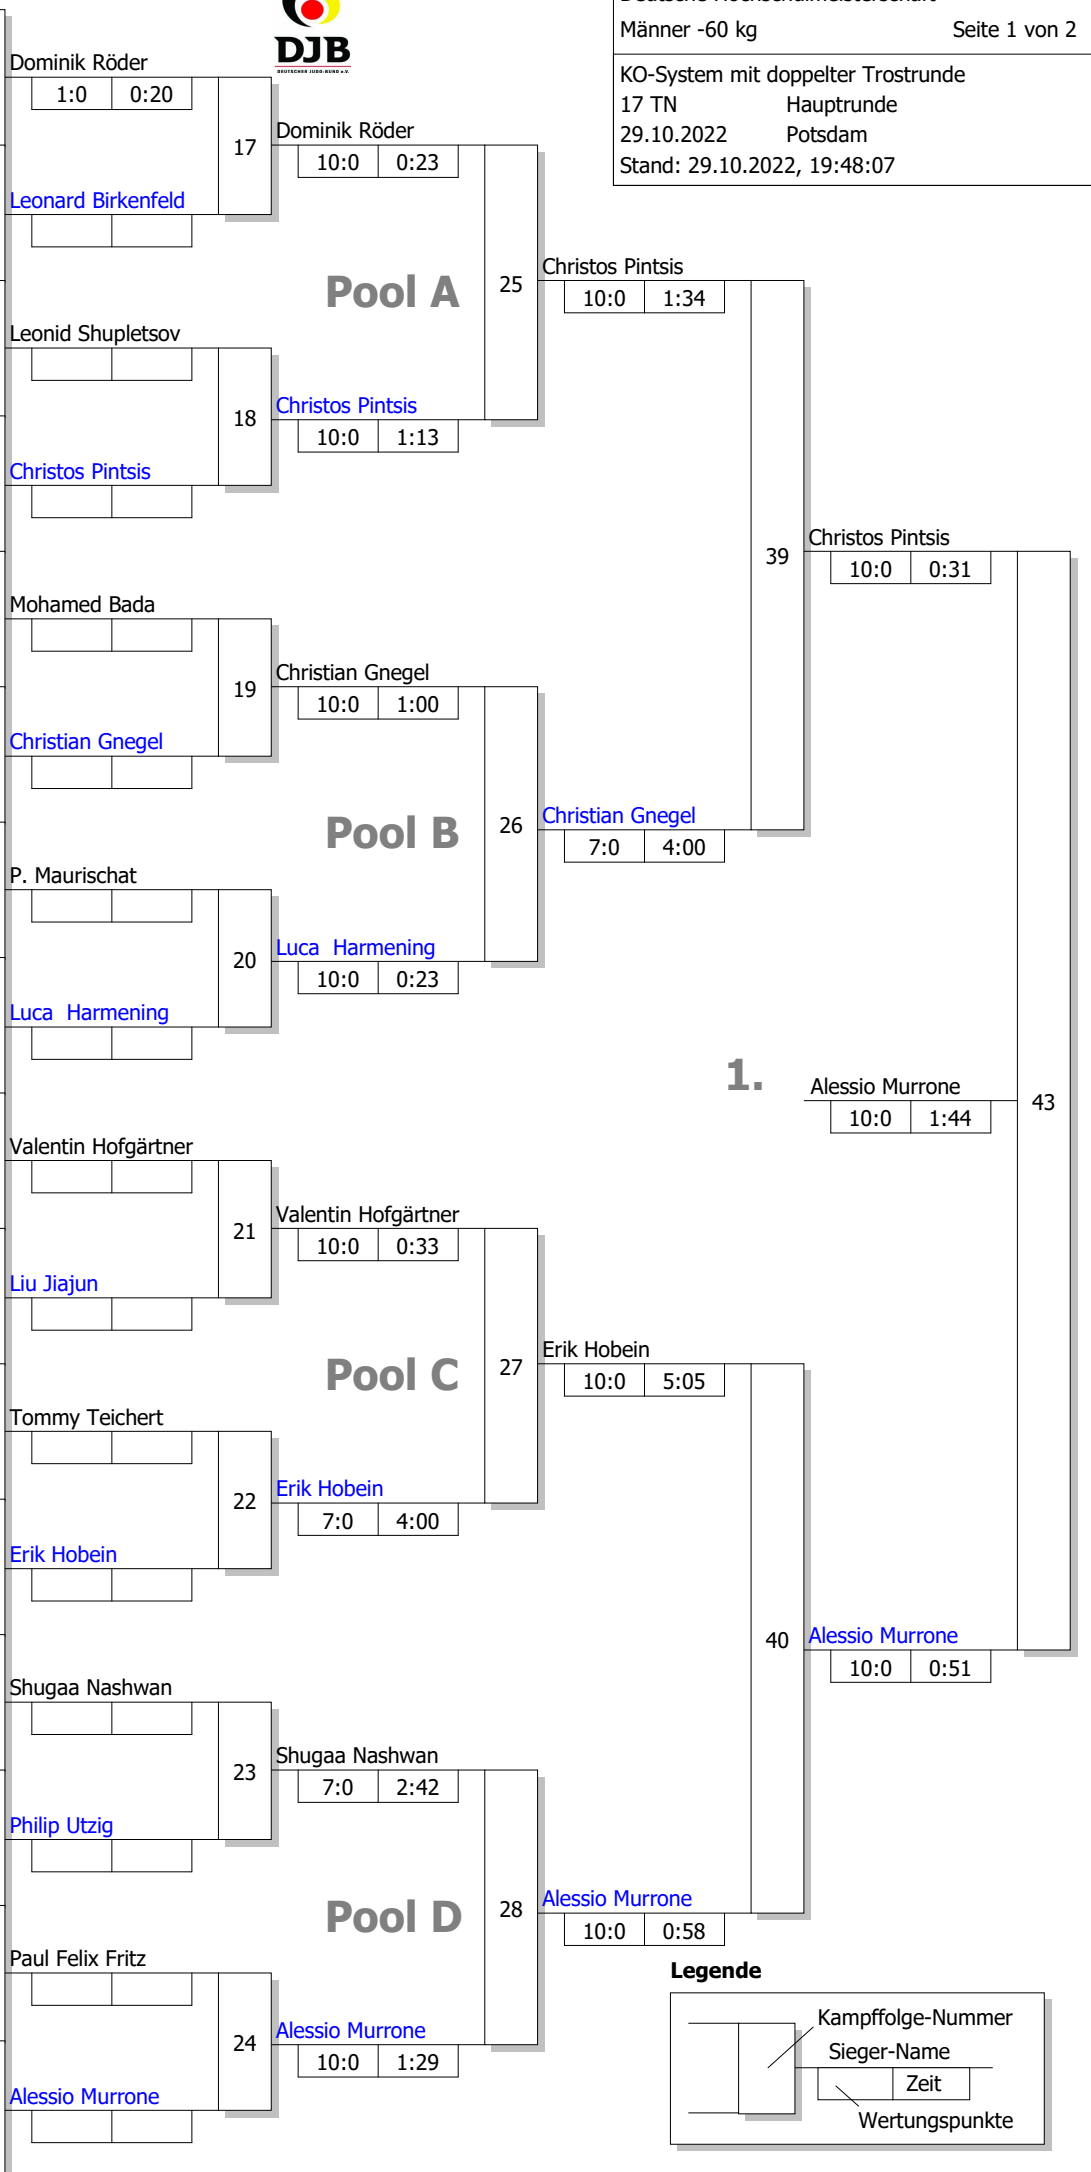 DJB
DEUTSCHER JUDO-BUND e.V.
Männer -60 kg Seite 1 von 2
KO-System mit doppelter Trostrunde
17 TN Hauptrunde
29.10.2022 Potsdam
Stand: 29.10.2022, 19:48:07
Dominik Röder
1:0 0:20
17
Dominik Röder
10:0 0:23
Leonard Birkenfeld
Pool A
25
Christos Pintsis
10:0 1:34
Leonid Shupletsov
18
Christos Pintsis
10:0 1:13
Christos Pintsis
39
Christos Pintsis
10:0 0:31
Mohamed Bada
19
Christian Gnegel
10:0 1:00
Christian Gnegel
Pool B
26
Christian Gnegel
7:0 4:00
P. Maurischat
20
Luca  Harmening
10:0 0:23
Luca  Harmening
1.
Alessio Murrone
10:0 1:44
43
Valentin Hofgärtner
21
Valentin Hofgärtner
10:0 0:33
Liu Jiajun
Pool C
27
Erik Hobein
10:0 5:05
Tommy Teichert
22
Erik Hobein
7:0 4:00
Erik Hobein
40
Alessio Murrone
10:0 0:51
Shugaa Nashwan
23
Shugaa Nashwan
7:0 2:42
Philip Utzig
Pool D
28
Alessio Murrone
10:0 0:58
Paul Felix Fritz
24
Alessio Murrone
10:0 1:29
Alessio Murrone
Legende
Kampffolge-Nummer
Sieger-Name
Zeit
Wertungspunkte